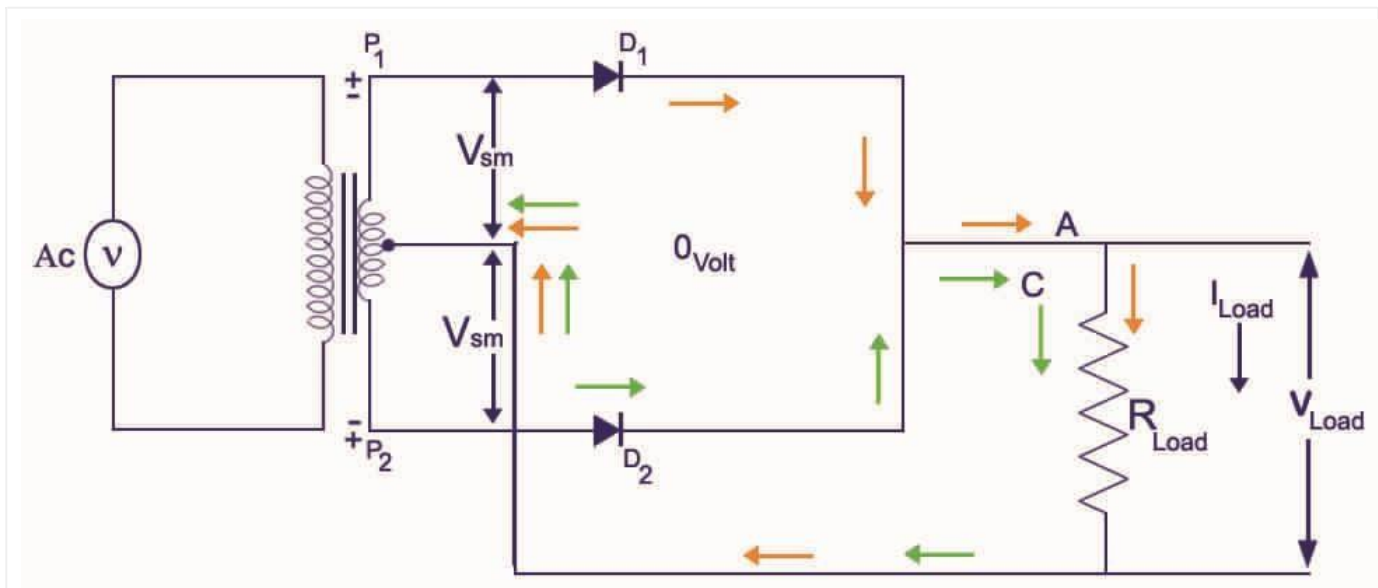 P1
D1
+
-
Vsm
Ac
ν
0Volt
A
C
ILoad
Vsm
RLoad
VLoad
-
+
P2
D2